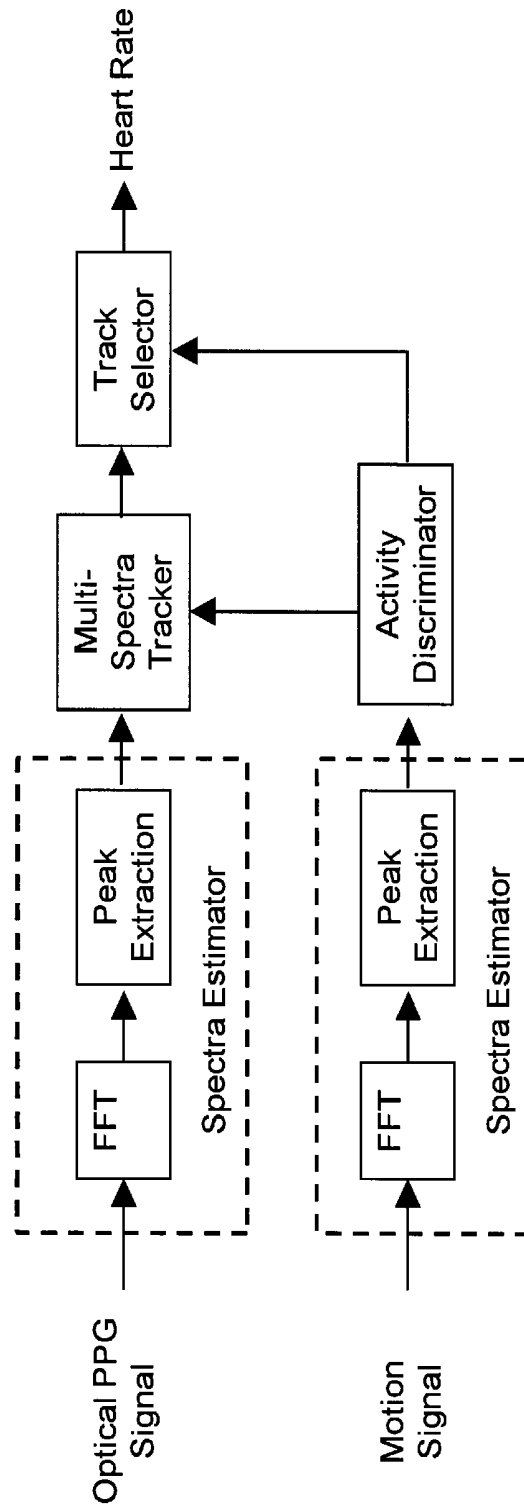 Optical PPG
Signal
FFT
Peak
Extraction
Spectra Estimator
Multi-
Spectra
Tracker
Track
Selector
Heart Rate
Motion
Signal
FFT
Peak
Extraction
Spectra Estimator
Activity
Discriminator